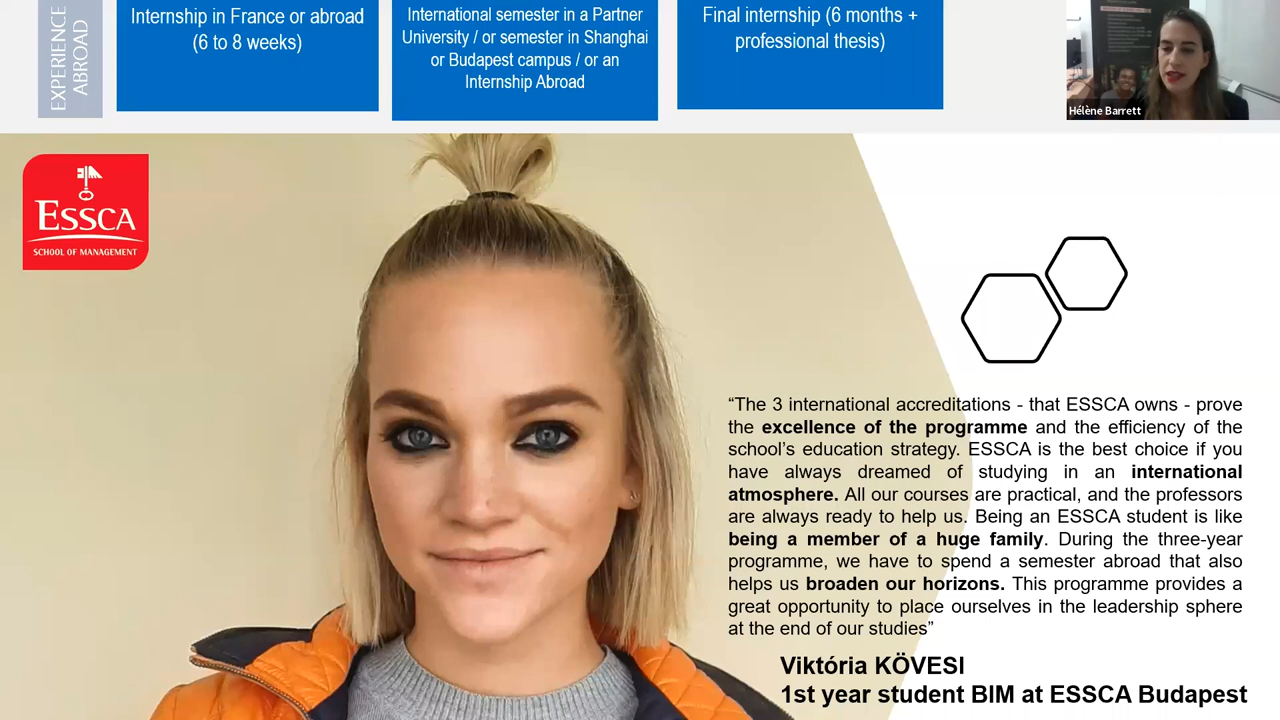 EXPERIENCE
ABROAD
Internship in France or abroad
(6 to 8 weeks)
International semester in a Partner
University / or semester in Shanghai
or Budapest campus / or an
Internship Abroad
Final internship (6 months +
professional thesis)
Hélène Barrett
ESSCA
SCHOOL OF MANAGEMENT
“The 3 international accreditations - that ESSCA owns - prove
the excellence of the programme and the efficiency of the
school’s education strategy. ESSCA is the best choice if you
have always dreamed of studying in an international
atmosphere. All our courses are practical, and the professors
are always ready to help us. Being an ESSCA student is like
being a member of a huge family. During the three-year
programme, we have to spend a semester abroad that also
helps us broaden our horizons. This programme provides a
great opportunity to place ourselves in the leadership sphere
at the end of our studies”
Viktória KÖVESI
1st year student BIM at ESSCA Budapest